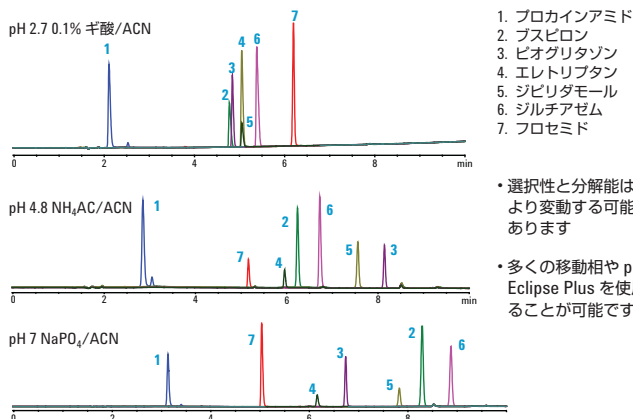 pH 2.7 0.1% ギ酸/ACN
1
2
3
4
5
6
7
0 2 4 6 8 min
pH 4.8 NH₄AC/ACN
1
7
4
2
6
5
3
0 2 4 6 8 min
pH 7 NaPO₄/ACN
1
7
4
3
5
2
6
0 2 4 6 8
1. プロカインアミド
2. ブスピロン
3. ピオグリタゾン
4. エレトリプタン
5. ジピリダモール
6. ジルチアゼム
7. フロセミド
• 選択性と分解能は
より変動する可能
あります
• 多くの移動相や p
Eclipse Plus を使
ることが可能です